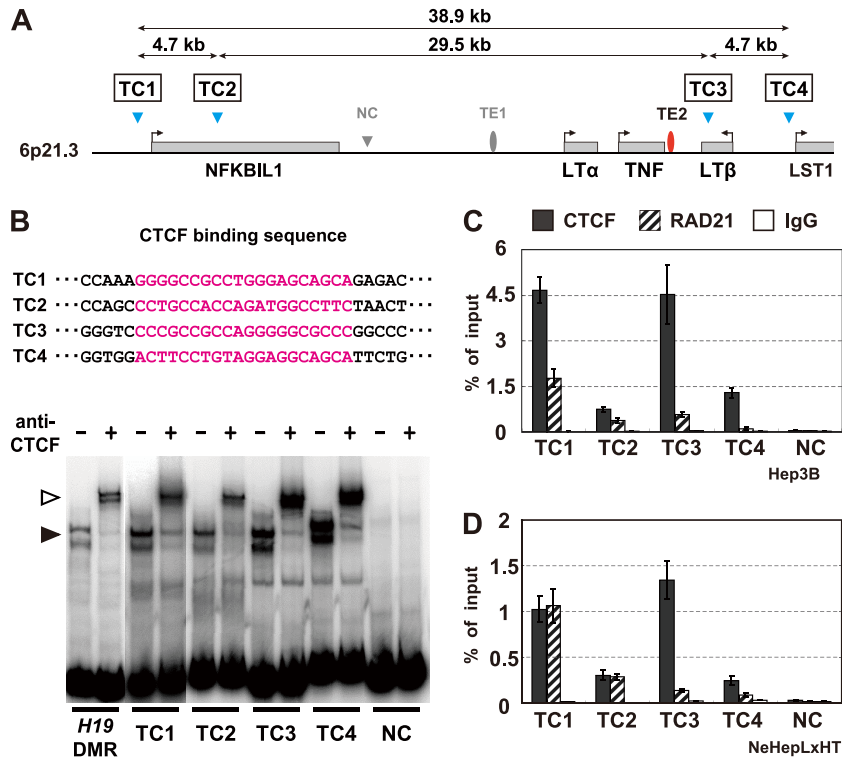 A
38.9 kb
4.7 kb 29.5 kb 4.7 kb
TC1 TC2 TC3 TC4
NC TE1 TE2
6p21.3
NFKBIL1 LTα TNF LTβ LST1
B
CTCF binding sequence
TC1 ···CCAAAGGGGCCGCCTGGGAGCAGCAGAGAC···
TC2 ···CCAGCCCTGCCACCAGATGGCCTTCTAACT···
TC3 ···GGGTCCCCGCCGCCAGGGGGCGCCCGGCCC···
TC4 ···GGTGGACTTCCTGTAGGAGGCAGCATTCTG···
anti-
CTCF
− + − + − + − + − + − +
H19
DMR
TC1 TC2 TC3 TC4 NC
C
CTCF RAD21 IgG
% of input
6
4.5
3
1.5
0
TC1 TC2 TC3 TC4 NC
Hep3B
D
% of input
2
1.5
1
0.5
0
TC1 TC2 TC3 TC4 NC
NeHepLxHT